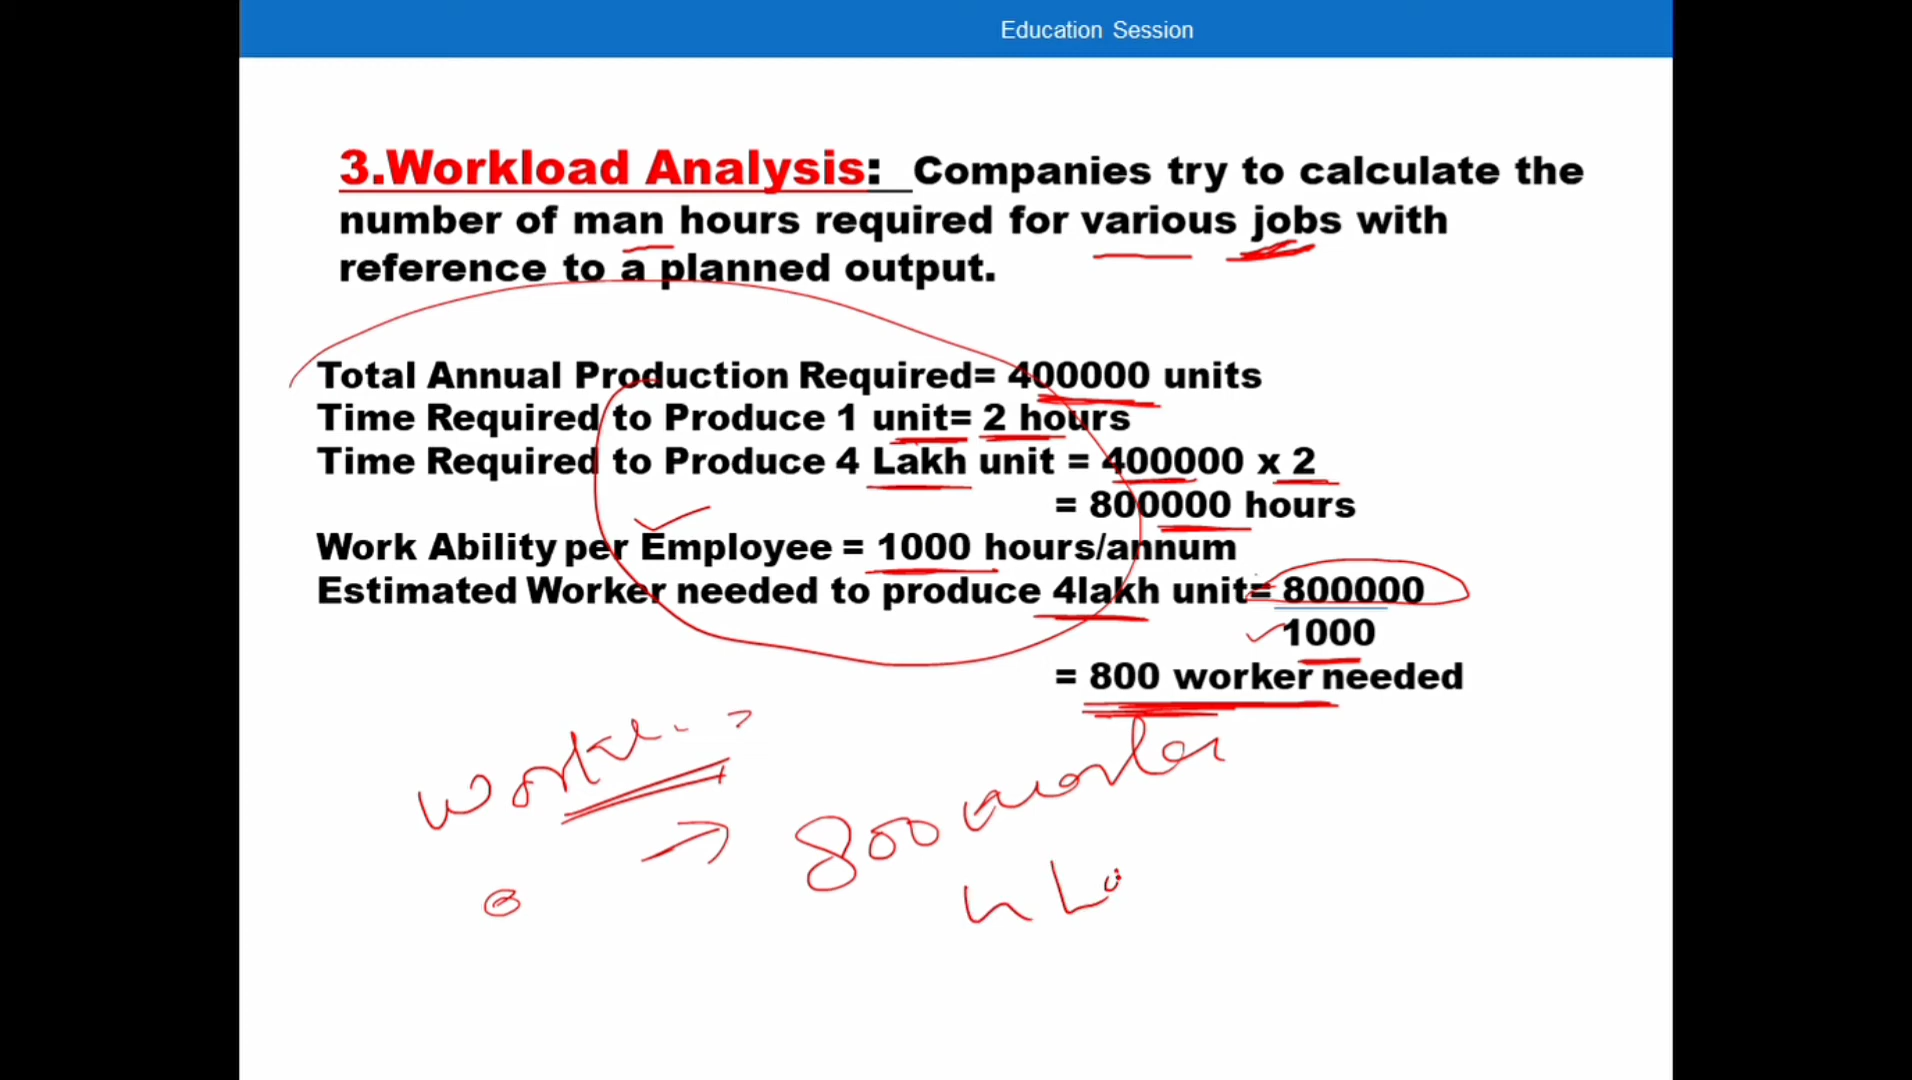 Education Session
3.Workload Analysis: Companies try to calculate the
number of man hours required for various jobs with
reference to a planned output.
Total Annual Production Required= 400000 units
Time Required to Produce 1 unit= 2 hours
Time Required to Produce 4 Lakh unit = 400000 x 2
= 800000 hours
Work Ability per Employee = 1000 hours/annum
Estimated Worker needed to produce 4lakh unit= 800000
1000
= 800 worker needed
800 worker